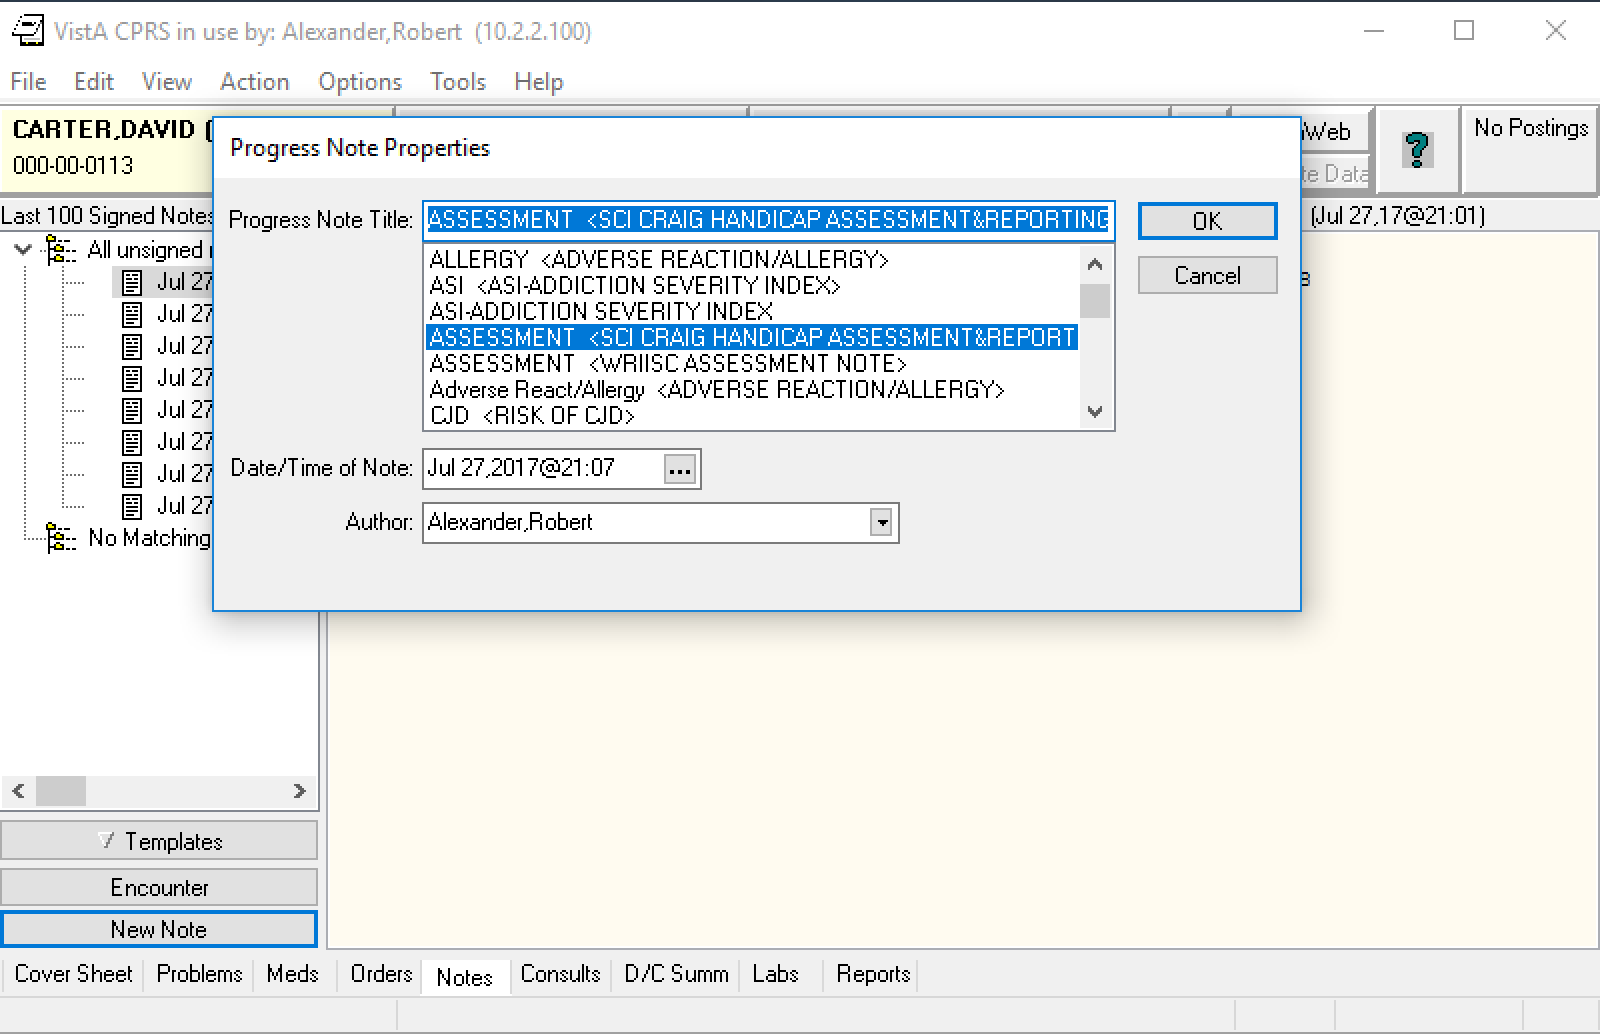 VistA CPRS in use by: Alexander,Robert (10.2.2.100)
File Edit View Action Options Tools Help
CARTER,DAVID (
000-00-0113
Web
Data
?
No Postings
Last 100 Signed Notes
(Jul 27,17@21:01)
All unsigned
Jul 27
Jul 27
Jul 27
Jul 27
Jul 27
Jul 27
Jul 27
Jul 27
No Matching
Progress Note Properties
Progress Note Title:
ASSESSMENT <SCI CRAIG HANDICAP ASSESSMENT&REPORTING
ALLERGY <ADVERSE REACTION/ALLERGY>
ASI <ASI-ADDICTION SEVERITY INDEX>
ASI-ADDICTION SEVERITY INDEX
ASSESSMENT <SCI CRAIG HANDICAP ASSESSMENT&REPORT
ASSESSMENT <WRIISC ASSESSMENT NOTE>
Adverse React/Allergy <ADVERSE REACTION/ALLERGY>
CJD <RISK OF CJD>
OK
Cancel
Date/Time of Note: Jul 27,2017@21:07 ...
Author: Alexander,Robert
Templates
Encounter
New Note
Cover Sheet Problems Meds Orders Notes Consults D/C Summ Labs Reports